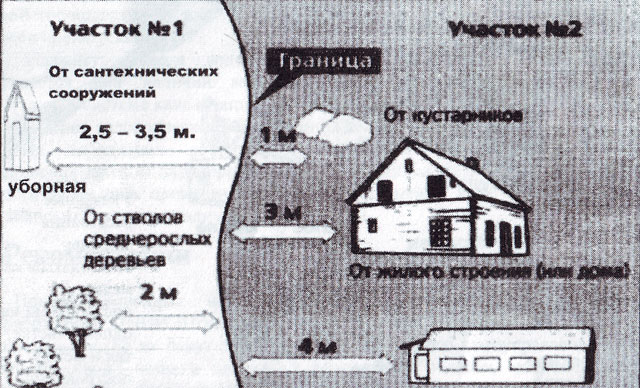 Участок №1
Участок №2
Граница
От сантехнических
сооружений
2,5 – 3,5 м.
1 м
От кустарников
уборная
От стволов
среднерослых
деревьев
3 м
От жилого строения (или дома)
2 м
4 м